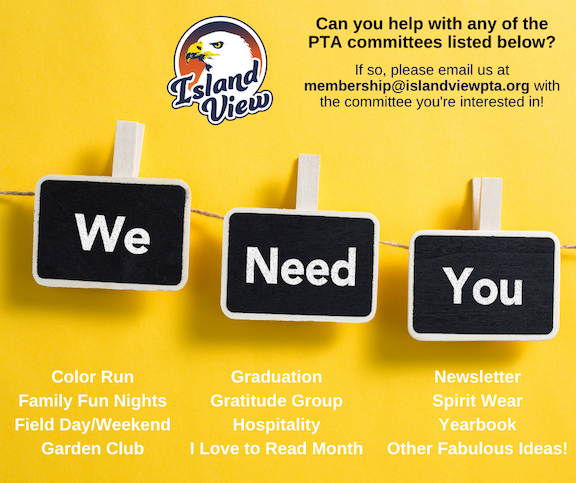 Island
View
Can you help with any of the
PTA committees listed below?
If so, please email us at
membership@islandviewpta.org with
the committee you're interested in!
We
Need
You
Color Run
Family Fun Nights
Field Day/Weekend
Garden Club
Graduation
Gratitude Group
Hospitality
I Love to Read Month
Newsletter
Spirit Wear
Yearbook
Other Fabulous Ideas!